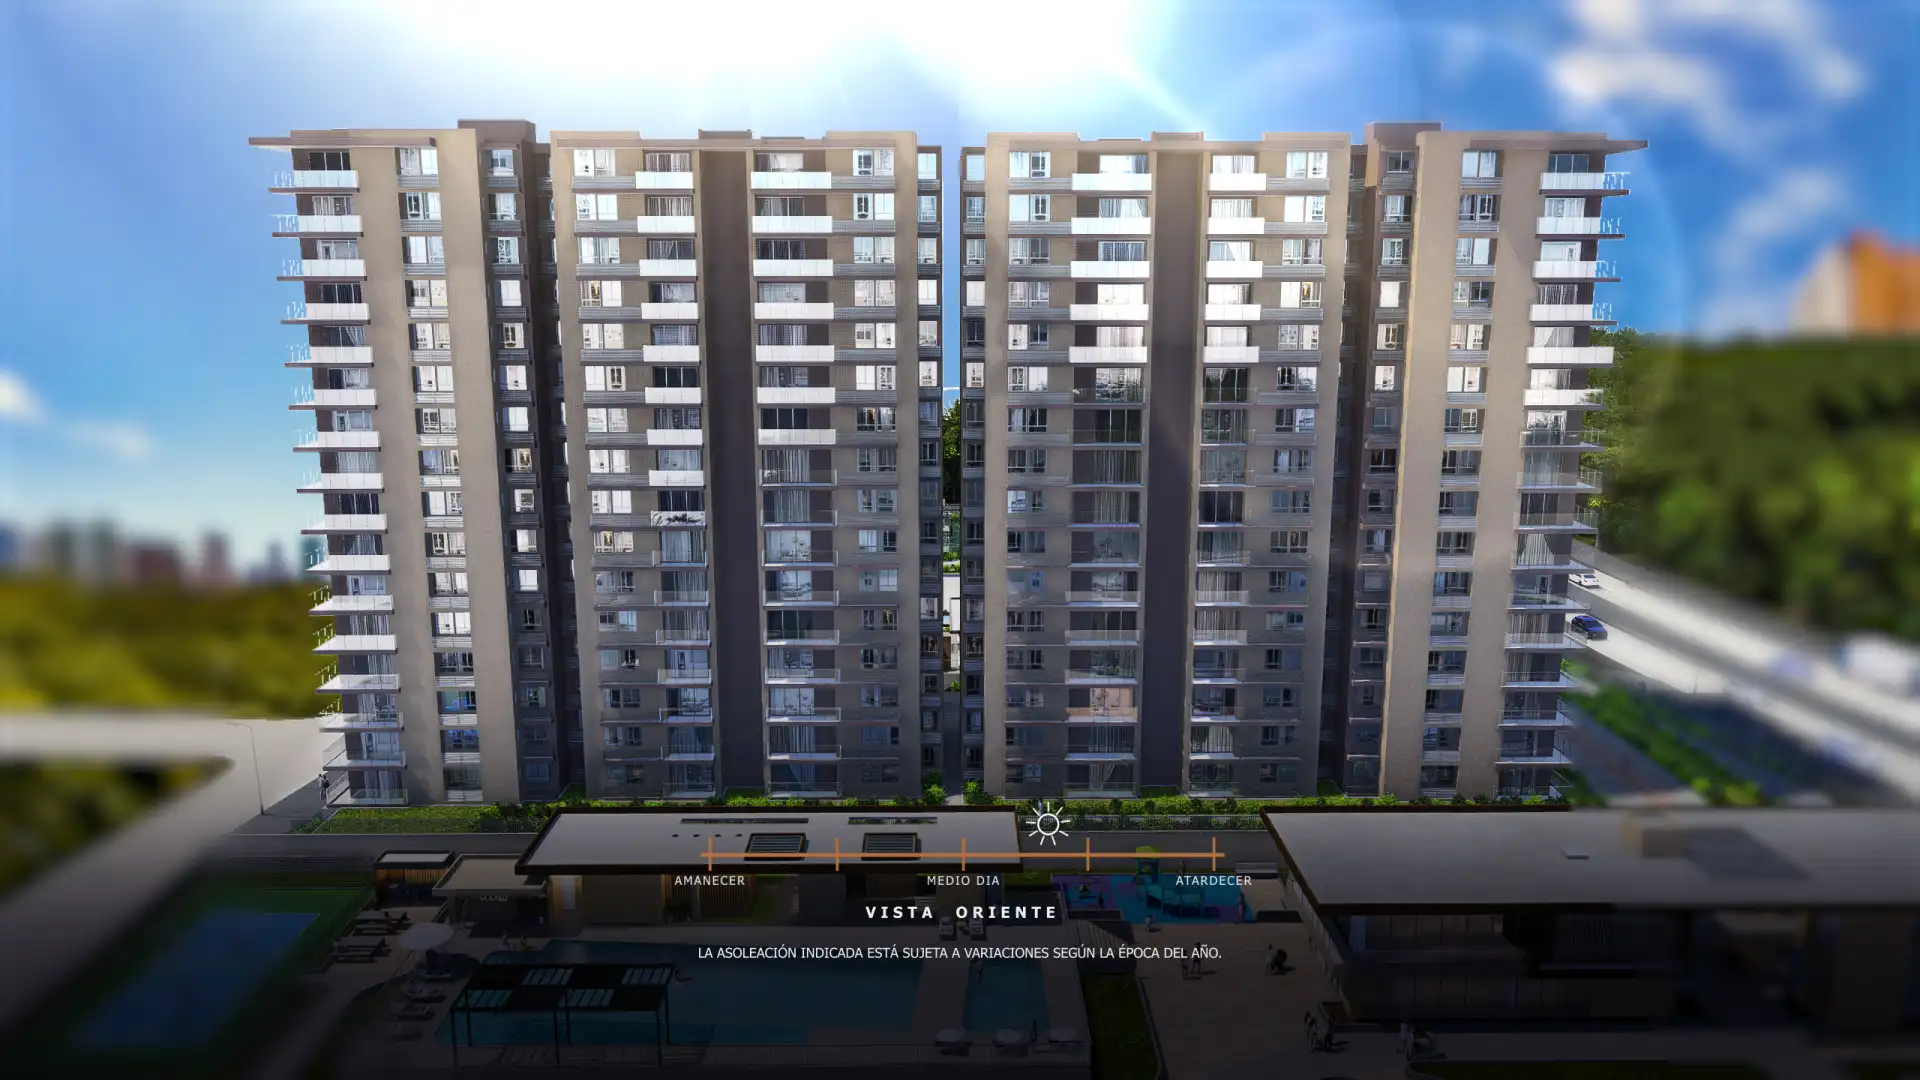 AMANECER MEDIO DIA ATARDECER
VISTA ORIENTE
LA ASOLEACIÓN INDICADA ESTÁ SUJETA A VARIACIONES SEGÚN LA ÉPOCA DEL AÑO.